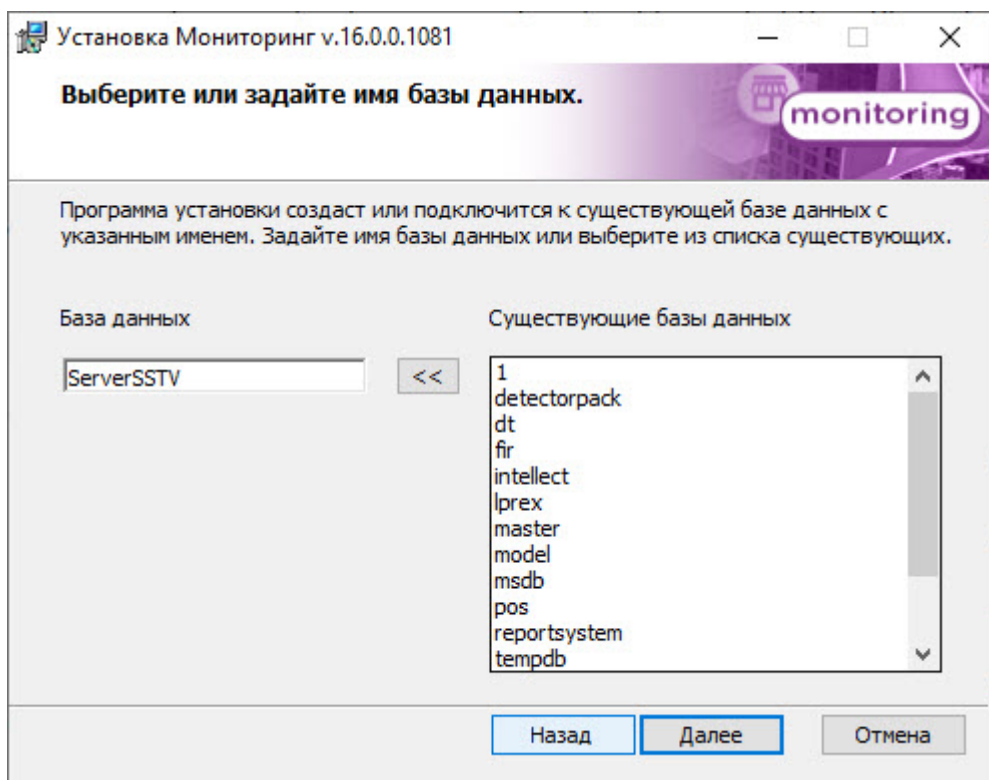 Установка Мониторинг v.16.0.0.1081
Выберите или задайте имя базы данных.
monitoring
Программа установки создаст или подключится к существующей базе данных с
указанным именем. Задайте имя базы данных или выберите из списка существующих.
База данных
Существующие базы данных
ServerSSTV
<<
1
detectorpack
dt
fir
intellect
lprex
master
model
msdb
pos
reportsystem
tempdb
Назад
Далее
Отмена